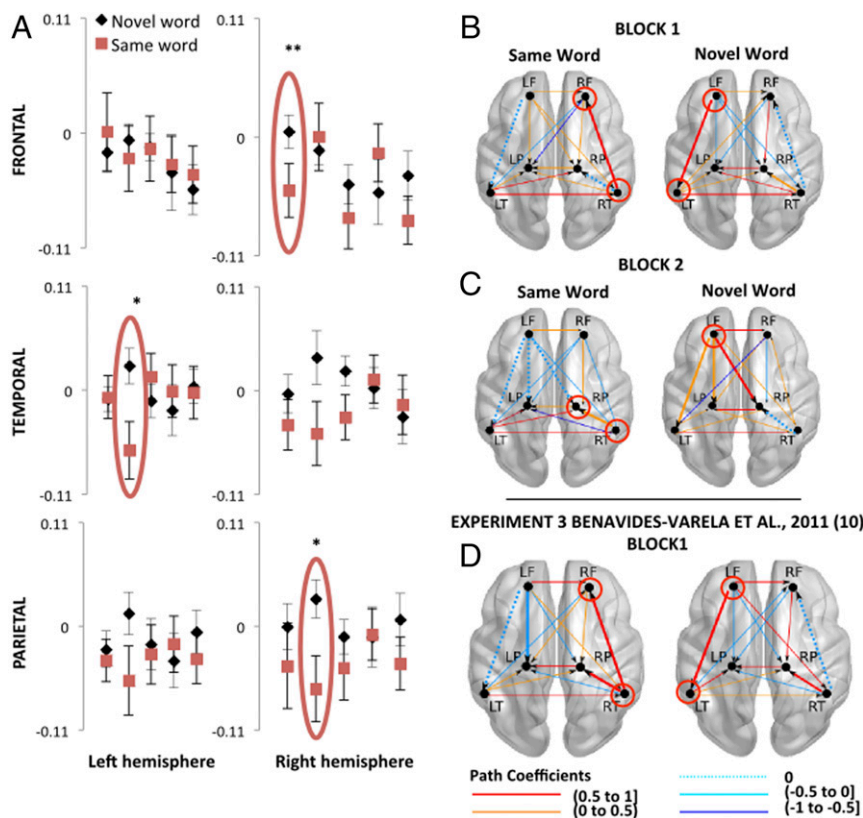 A
Novel word
Same word
0.11
0
-0.11
FRONTAL
**
0.11
0
-0.11
0.11
0
-0.11
TEMPORAL
*
0.11
0
-0.11
0.11
0
-0.11
PARIETAL
*
0.11
0
-0.11
Left hemisphere
Right hemisphere
B
BLOCK 1
Same Word
Novel Word
LF RF
LP RP
LT RT
LF RF
LP RP
LT RT
BLOCK 2
C
Same Word
Novel Word
LF RF
LP RP
LT RT
LF RF
LP RP
LT RT
EXPERIMENT 3 BENAVIDES-VARELA ET AL., 2011 (10)
D
BLOCK1
LF RF
LP RP
LT RT
LF RF
LP RP
LT RT
Path Coefficients
(0.5 to 1]
(0 to 0.5)
0
(-0.5 to 0]
(-1 to -0.5]